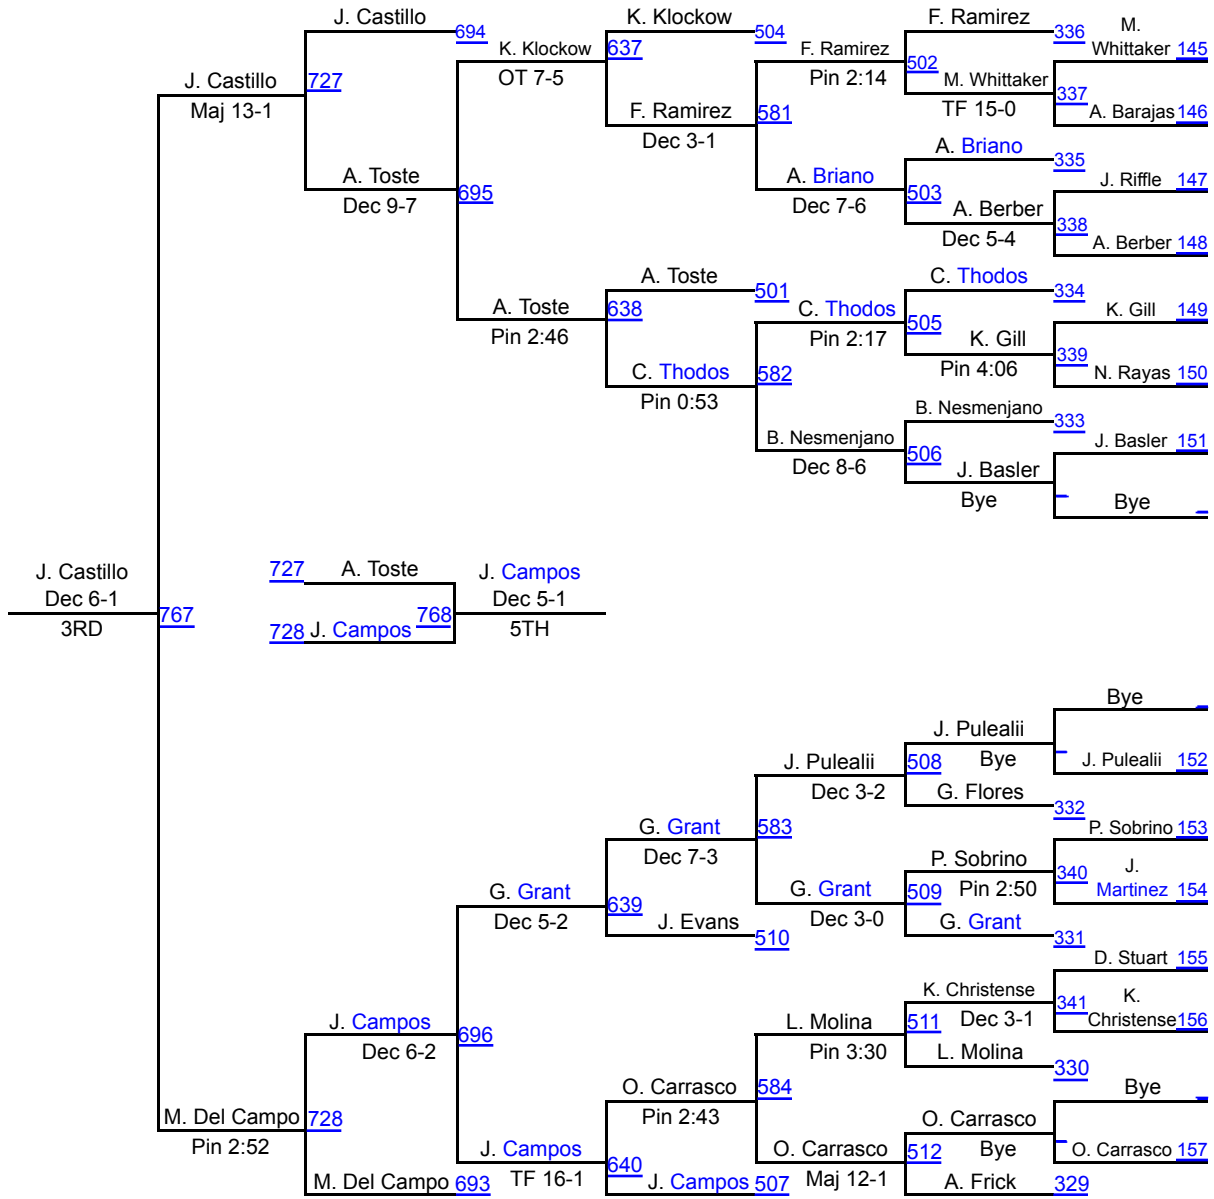 J. Castillo
694
K. Klockow
504
F. Ramirez
336
M.
Whittaker 145
J. Castillo
727
Maj 13-1
K. Klockow
637
OT 7-5
F. Ramirez
502
Pin 2:14
M. Whittaker
337
TF 15-0
A. Barajas 146
F. Ramirez
581
Dec 3-1
A. Briano
335
J. Riffle 147
A. Toste
695
Dec 9-7
A. Briano
503
Dec 7-6
A. Berber
338
Dec 5-4
A. Berber 148
A. Toste
501
C. Thodos
334
K. Gill 149
A. Toste
638
Pin 2:46
C. Thodos
505
Pin 2:17
K. Gill
339
Pin 4:06
N. Rayas 150
C. Thodos
582
Pin 0:53
B. Nesmenjano
333
J. Basler 151
B. Nesmenjano
506
Dec 8-6
J. Basler
Bye
Bye
J. Castillo
Dec 6-1
767
3RD
727 A. Toste
J. Campos
768
Dec 5-1
728 J. Campos
5TH
Bye
J. Pulealii
Bye
J. Pulealii 152
J. Pulealii
508
Dec 3-2
G. Flores
332
P. Sobrino 153
G. Grant
583
Dec 7-3
P. Sobrino
340
Pin 2:50
J.
Martinez 154
G. Grant
639
Dec 5-2
G. Grant
509
Dec 3-0
J. Evans
510
G. Grant
331
D. Stuart 155
K. Christense
341
Dec 3-1
K.
Christense 156
J. Campos
696
Dec 6-2
L. Molina
511
Pin 3:30
L. Molina
330
O. Carrasco
584
Pin 2:43
Bye
M. Del Campo
728
Pin 2:52
O. Carrasco
Bye
O. Carrasco 157
J. Campos
640
TF 16-1
O. Carrasco
512
Maj 12-1
M. Del Campo 693
J. Campos 507
A. Frick 329